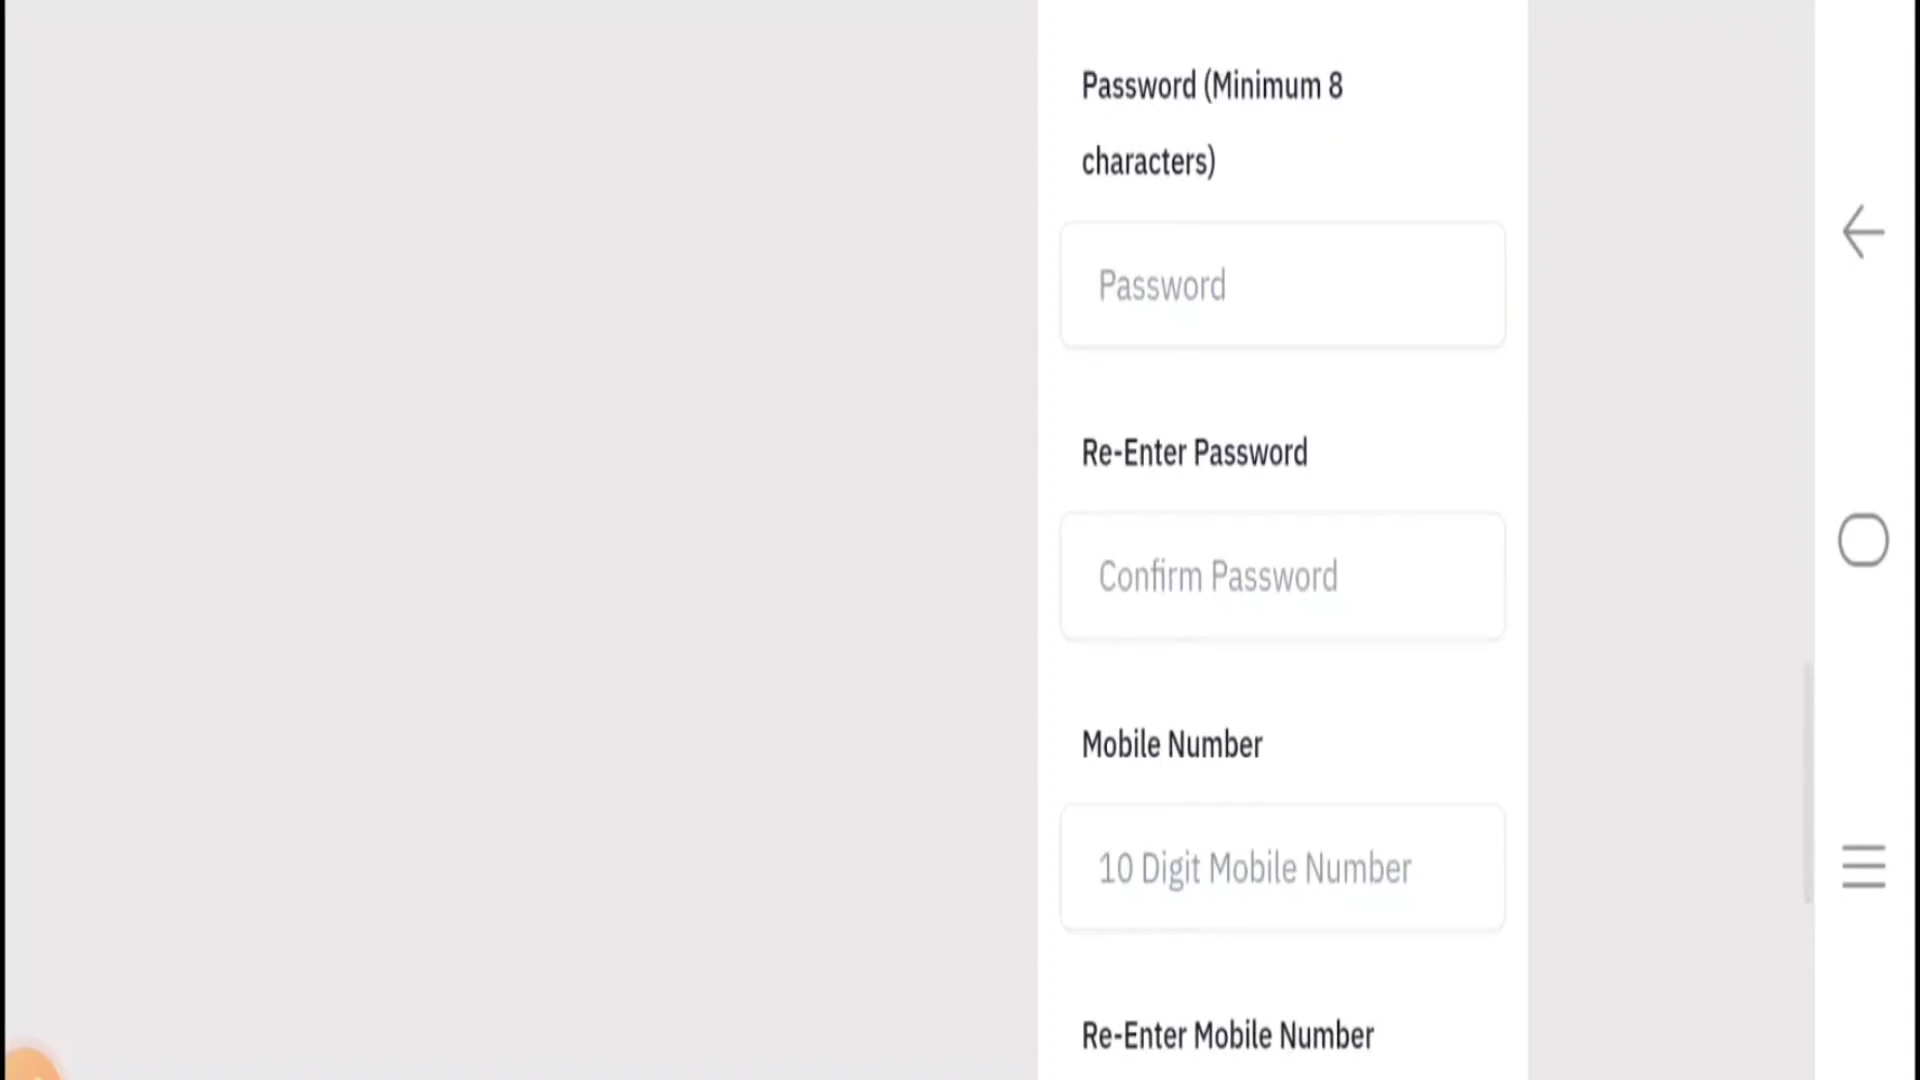 Password (Minimum 8
characters)
Password
Re-Enter Password
Confirm Password
Mobile Number
10 Digit Mobile Number
Re-Enter Mobile Number